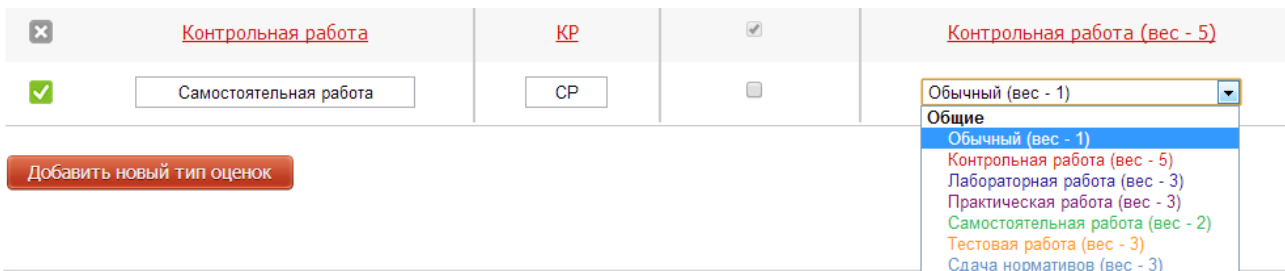 Контрольная работа КР Контрольная работа (вес - 5)
Самостоятельная работа СР Обычный (вес - 1)
Общие
Обычный (вес - 1)
Контрольная работа (вес - 5)
Лабораторная работа (вес - 3)
Практическая работа (вес - 3)
Самостоятельная работа (вес - 2)
Тестовая работа (вес - 3)
Сдача нормативов (вес - 3)
Добавить новый тип оценок